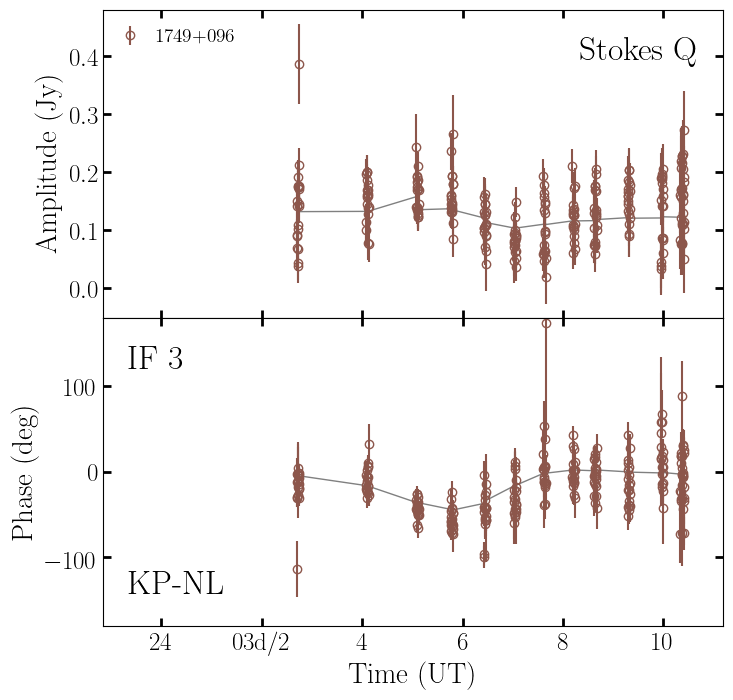 1749+096
Stokes Q
0.4
0.3
0.2
0.1
0.0
Amplitude (Jy)
IF 3
100
0
−100
Phase (deg)
KP-NL
24 03d/2 4 6 8 10
Time (UT)